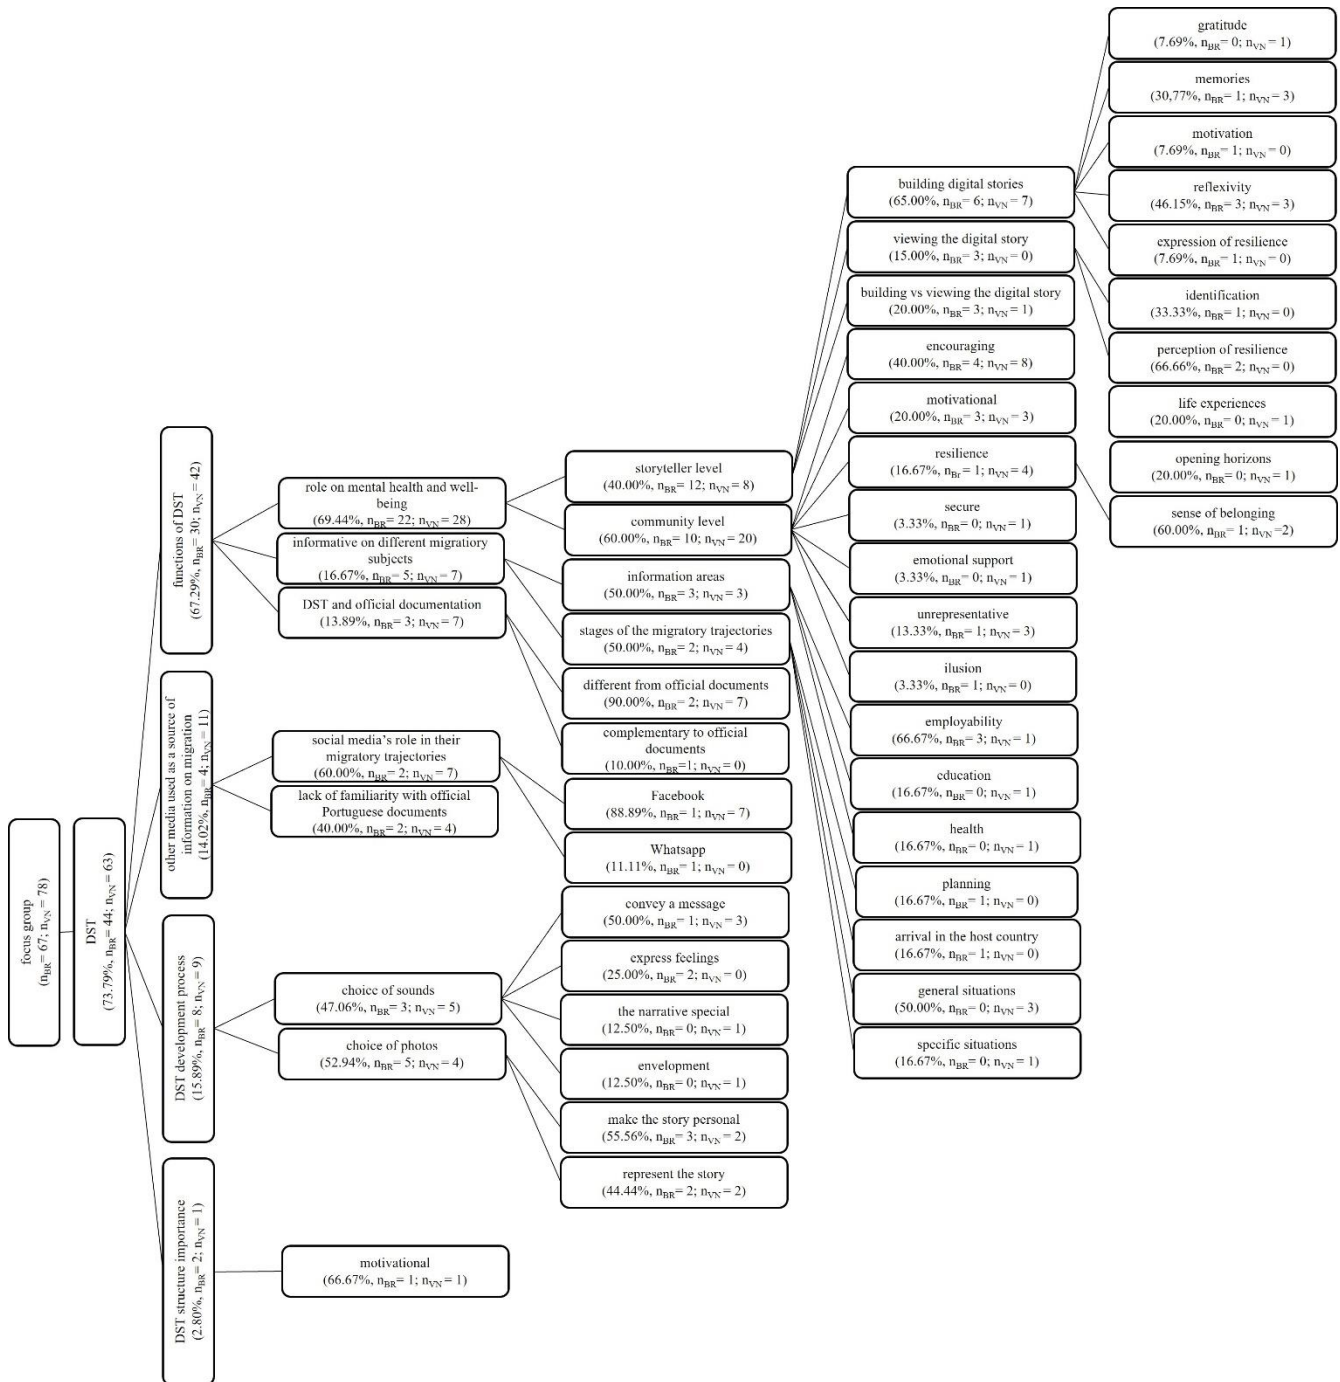 focus group
(nBR= 67; nVN = 78)
DST
(73.79%, nBR= 44; nVN = 63)
functions of DST
(67.29%, nBR= 30; nVN = 42)
other media used as a source of
information on migration
(14.02%, nBR= 4; nVN = 11)
DST development process
(15.89%, nBR= 8; nVN = 9)
DST structure importance
(2.80%, nBR= 2; nVN = 1)
role on mental health and well-
being
(69.44%, nBR= 22; nVN = 28)
informative on different migratory
subjects
(16.67%, nBR= 5; nVN = 7)
DST and official documentation
(13.89%, nBR= 3; nVN = 7)
social media’s role in their
migratory trajectories
(60.00%, nBR= 2; nVN = 7)
lack of familiarity with official
Portuguese documents
(40.00%, nBR= 2; nVN = 4)
choice of sounds
(47.06%, nBR= 3; nVN = 5)
choice of photos
(52.94%, nBR= 5; nVN = 4)
motivational
(66.67%, nBR= 1; nVN = 1)
storyteller level
(40.00%, nBR= 12; nVN = 8)
community level
(60.00%, nBR= 10; nVN = 20)
information areas
(50.00%, nBR= 3; nVN = 3)
stages of the migratory trajectories
(50.00%, nBR= 2; nVN = 4)
different from official documents
(90.00%, nBR= 2; nVN = 7)
complementary to official
documents
(10.00%, nBR=1; nVN = 0)
Facebook
(88.89%, nBR= 1; nVN = 7)
Whatsapp
(11.11%, nBR= 1; nVN = 0)
convey a message
(50.00%, nBR= 1; nVN = 3)
express feelings
(25.00%, nBR= 2; nVN = 0)
the narrative special
(12.50%, nBR= 0; nVN = 1)
envelopment
(12.50%, nBR= 0; nVN = 1)
make the story personal
(55.56%, nBR= 3; nVN = 2)
represent the story
(44.44%, nBR= 2; nVN = 2)
building digital stories
(65.00%, nBR= 6; nVN = 7)
viewing the digital story
(15.00%, nBR= 3; nVN = 0)
building vs viewing the digital story
(20.00%, nBR= 3; nVN = 1)
encouraging
(40.00%, nBR= 4; nVN = 8)
motivational
(20.00%, nBR= 3; nVN = 3)
resilience
(16.67%, nBr= 1; nVN = 4)
secure
(3.33%, nBR= 0; nVN = 1)
emotional support
(3.33%, nBR= 0; nVN = 1)
unrepresentative
(13.33%, nBR= 1; nVN = 3)
ilusion
(3.33%, nBR= 1; nVN = 0)
employability
(66.67%, nBR= 3; nVN = 1)
education
(16.67%, nBR= 0; nVN = 1)
health
(16.67%, nBR= 0; nVN = 1)
planning
(16.67%, nBR= 1; nVN = 0)
arrival in the host country
(16.67%, nBR= 1; nVN = 0)
general situations
(50.00%, nBR= 0; nVN = 3)
specific situations
(16.67%, nBR= 0; nVN = 1)
gratitude
(7.69%, nBR= 0; nVN = 1)
memories
(30,77%, nBR= 1; nVN = 3)
motivation
(7.69%, nBR= 1; nVN = 0)
reflexivity
(46.15%, nBR= 3; nVN = 3)
expression of resilience
(7.69%, nBR= 1; nVN = 0)
identification
(33.33%, nBR= 1; nVN = 0)
perception of resilience
(66.66%, nBR= 2; nVN = 0)
life experiences
(20.00%, nBR= 0; nVN = 1)
opening horizons
(20.00%, nBR= 0; nVN = 1)
sense of belonging
(60.00%, nBR= 1; nVN =2)